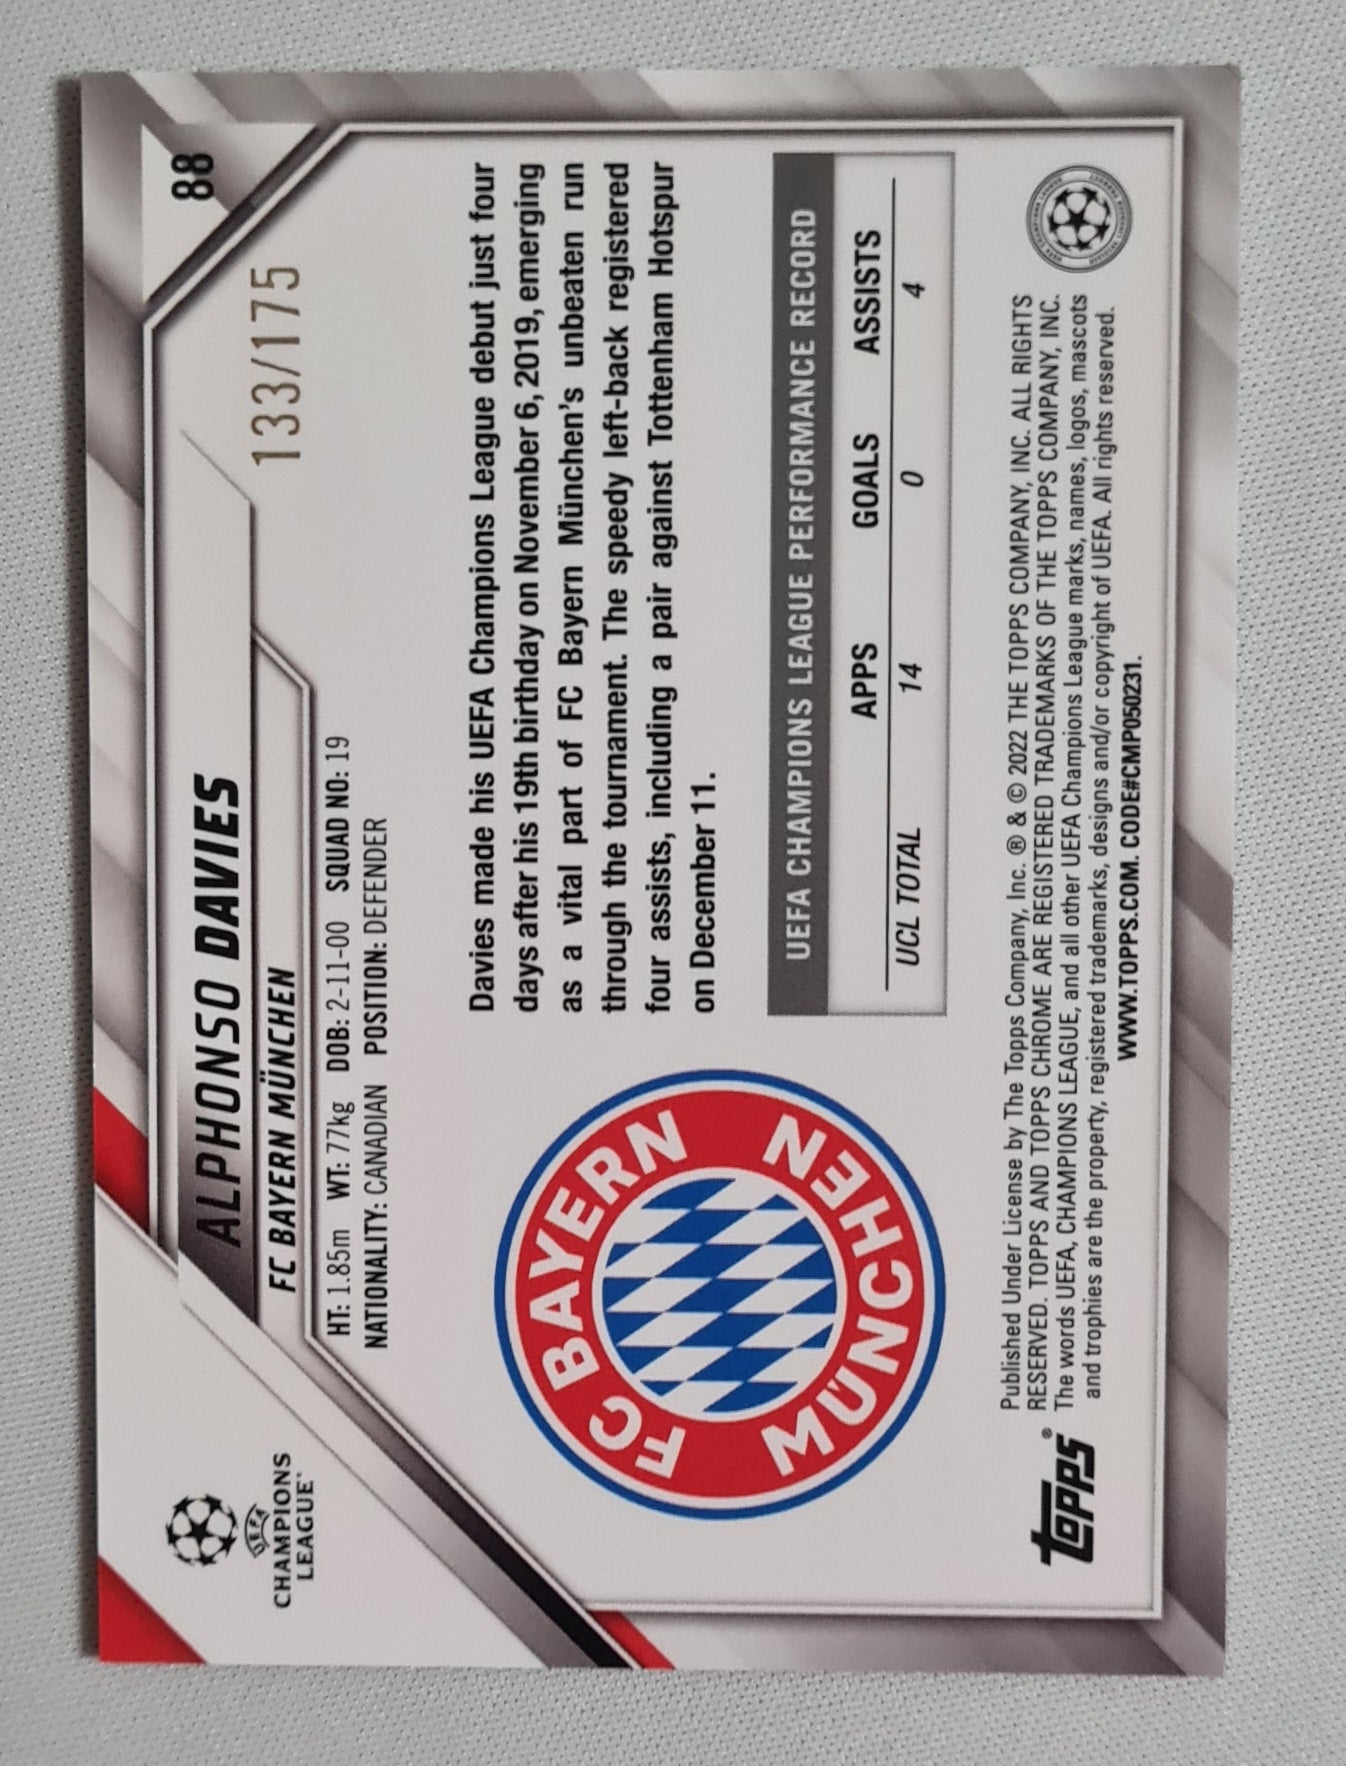 88
133/175
UEFA
CHAMPIONS
LEAGUE™
ALPHONSO DAVIES
FC BAYERN MÜNCHEN
HT: 1.85m WT: 77kg DOB: 2-11-00 SQUAD NO: 19
NATIONALITY: CANADIAN POSITION: DEFENDER
FC BAYERN
MÜNCHEN
Davies made his UEFA Champions League debut just four
days after his 19th birthday on November 6, 2019, emerging
as a vital part of FC Bayern München's unbeaten run
through the tournament. The speedy left-back registered
four assists, including a pair against Tottenham Hotspur
on December 11.
UEFA CHAMPIONS LEAGUE PERFORMANCE RECORD
APPS GOALS ASSISTS
UCL TOTAL 14 0 4
Topps®
Published Under License by The Topps Company, Inc. ® & © 2022 THE TOPPS COMPANY, INC. ALL RIGHTS
RESERVED. TOPPS AND TOPPS CHROME ARE REGISTERED TRADEMARKS OF THE TOPPS COMPANY, INC.
The words UEFA, CHAMPIONS LEAGUE, and all other UEFA Champions League marks, names, logos, mascots
and trophies are the property, registered trademarks, designs and/or copyright of UEFA. All rights reserved.
WWW.TOPPS.COM. CODE#CMP050231.